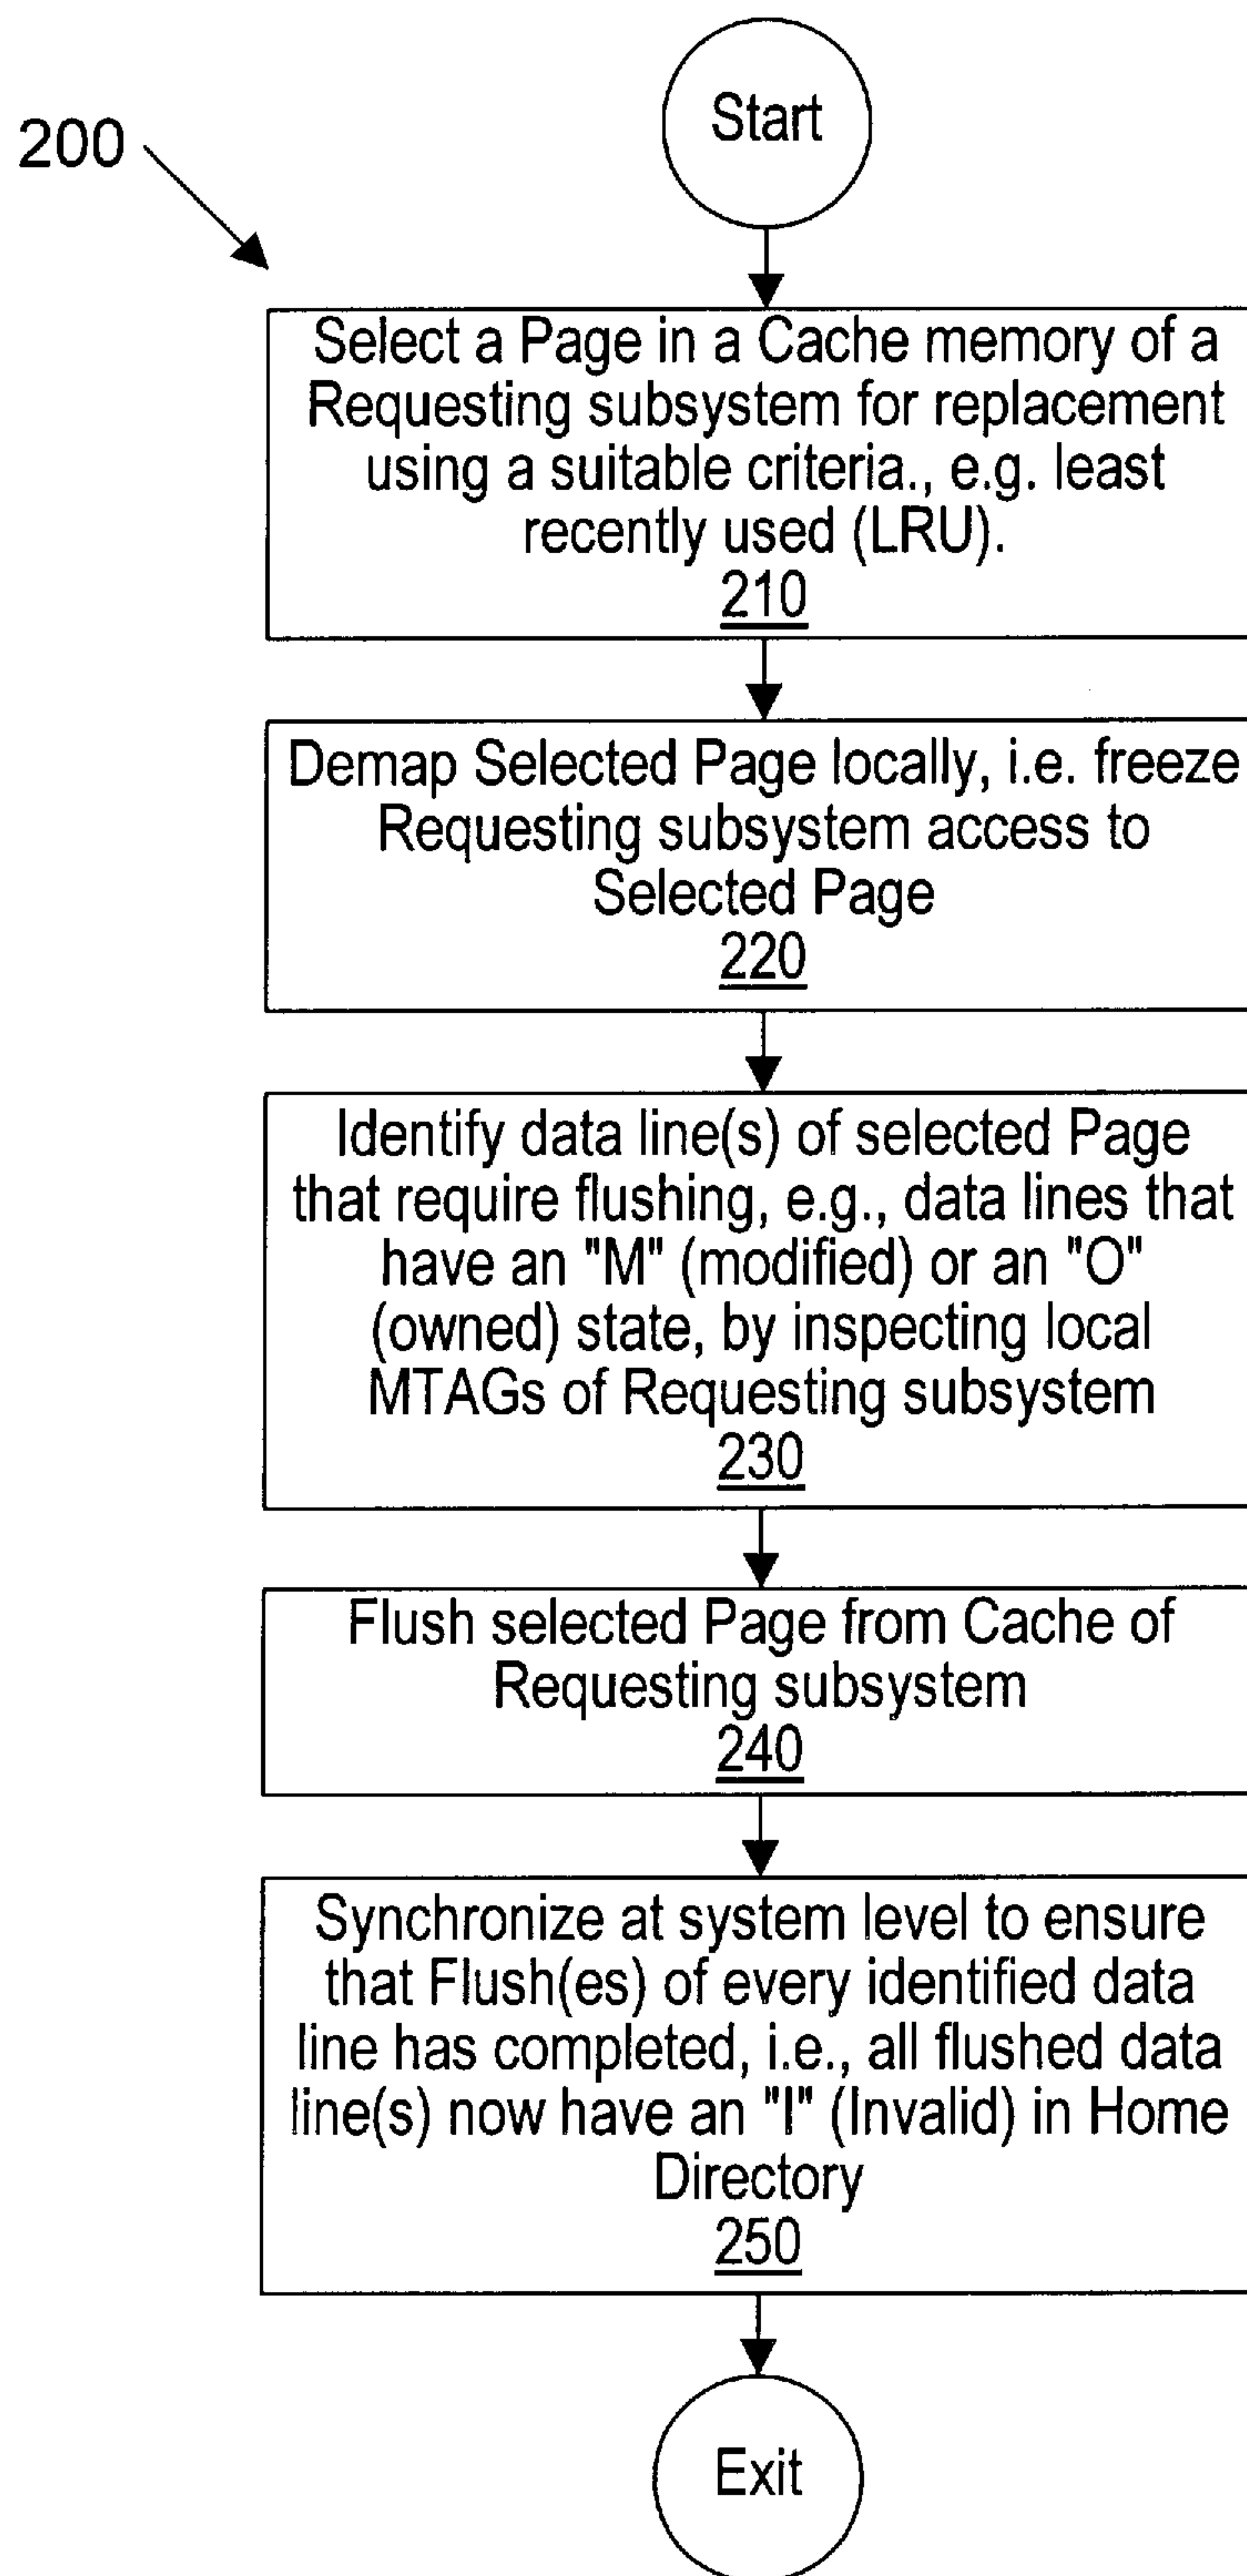 Start
200
Select a Page in a Cache memory of a
Requesting subsystem for replacement
using a suitable criteria., e.g. least
recently used (LRU).
210
Demap Selected Page locally, i.e. freeze
Requesting subsystem access to
Selected Page
220
Identify data line(s) of selected Page
that require flushing, e.g., data lines that
have an "M" (modified) or an "O"
(owned) state, by inspecting local
MTAGs of Requesting subsystem
230
Flush selected Page from Cache of
Requesting subsystem
240
Synchronize at system level to ensure
that Flush(es) of every identified data
line has completed, i.e., all flushed data
line(s) now have an "I" (Invalid) in Home
Directory
250
Exit